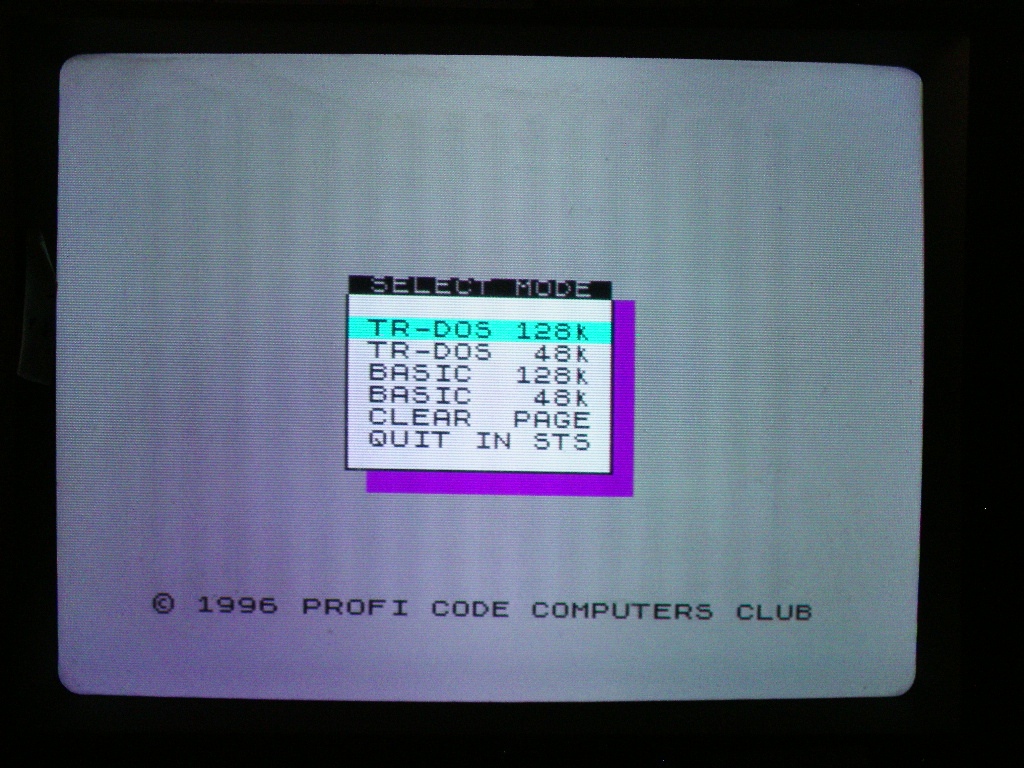 SELECT MODE
TR-DOS 128k
TR-DOS 48k
BASIC 128k
BASIC 48k
CLEAR PAGE
QUIT IN STS
© 1996 PROFI CODE COMPUTERS CLUB